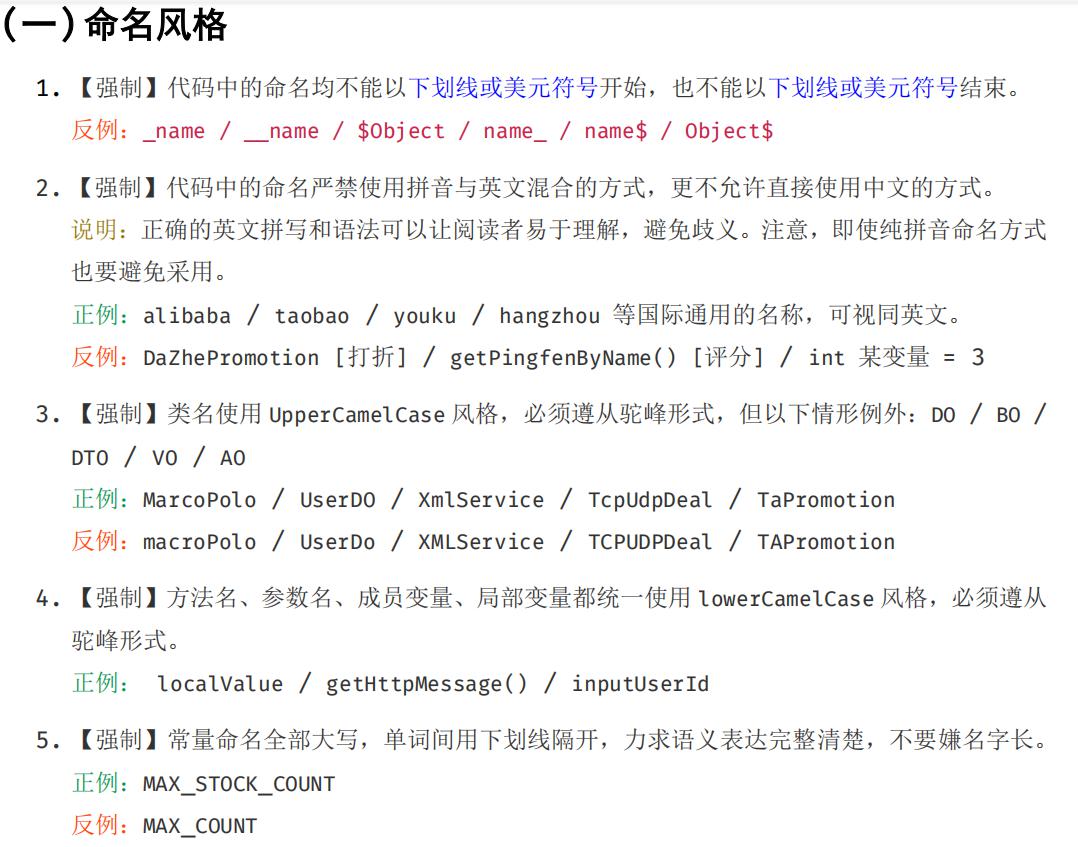 (一)命名风格
1. 【强制】代码中的命名均不能以下划线或美元符号开始，也不能以下划线或美元符号结束。
反例：_name / __name / $Object / name_ / name$ / Object$
2. 【强制】代码中的命名严禁使用拼音与英文混合的方式，更不允许直接使用中文的方式。
说明：正确的英文拼写和语法可以让阅读者易于理解，避免歧义。注意，即使纯拼音命名方式
也要避免采用。
正例：alibaba / taobao / youku / hangzhou 等国际通用的名称，可视同英文。
反例：DaZhePromotion [打折] / getPingfenByName() [评分] / int 某变量 = 3
3. 【强制】类名使用 UpperCamelCase 风格，必须遵从驼峰形式，但以下情形例外：DO / BO /
DTO / VO / AO
正例：MarcoPolo / UserDO / XmlService / TcpUdpDeal / TaPromotion
反例：macroPolo / UserDo / XMLService / TCPUDPDeal / TAPromotion
4. 【强制】方法名、参数名、成员变量、局部变量都统一使用 lowerCamelCase 风格，必须遵从
驼峰形式。
正例： localValue / getHttpMessage() / inputUserId
5. 【强制】常量命名全部大写，单词间用下划线隔开，力求语义表达完整清楚，不要嫌名字长。
正例：MAX_STOCK_COUNT
反例：MAX_COUNT